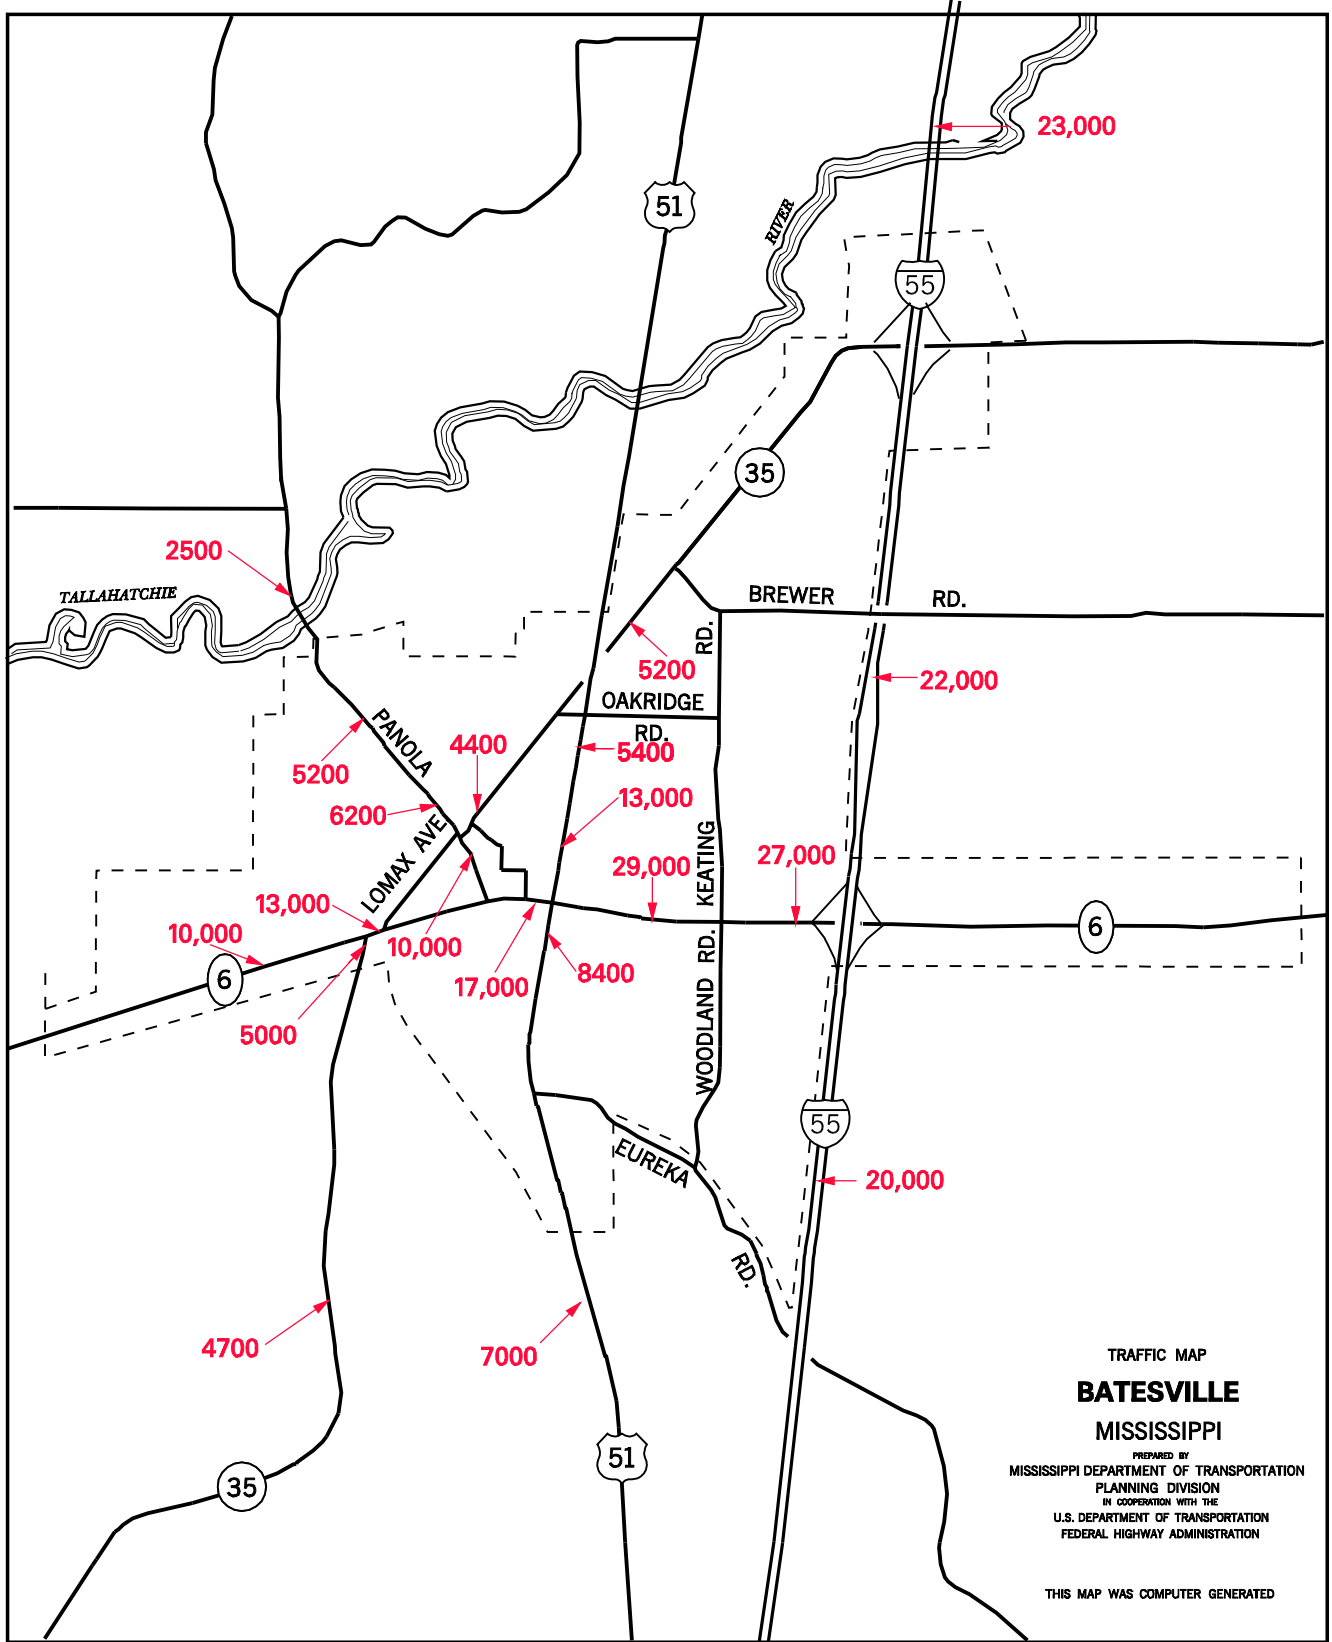 23,000
51
RIVER
55
35
2500
TALLAHATCHIE
BREWER RD.
RD.
5200
22,000
OAKRIDGE
RD.
PANOLA
4400
5400
5200
13,000
6200
LOMAX AVE
KEATING
29,000
27,000
13,000
10,000
10,000
6
6
17,000
8400
WOODLAND RD.
5000
55
EUREKA
RD.
20,000
4700
7000
51
35
TRAFFIC MAP
BATESVILLE
MISSISSIPPI
PREPARED BY
MISSISSIPPI DEPARTMENT OF TRANSPORTATION
PLANNING DIVISION
IN COOPERATION WITH THE
U.S. DEPARTMENT OF TRANSPORTATION
FEDERAL HIGHWAY ADMINISTRATION
THIS MAP WAS COMPUTER GENERATED